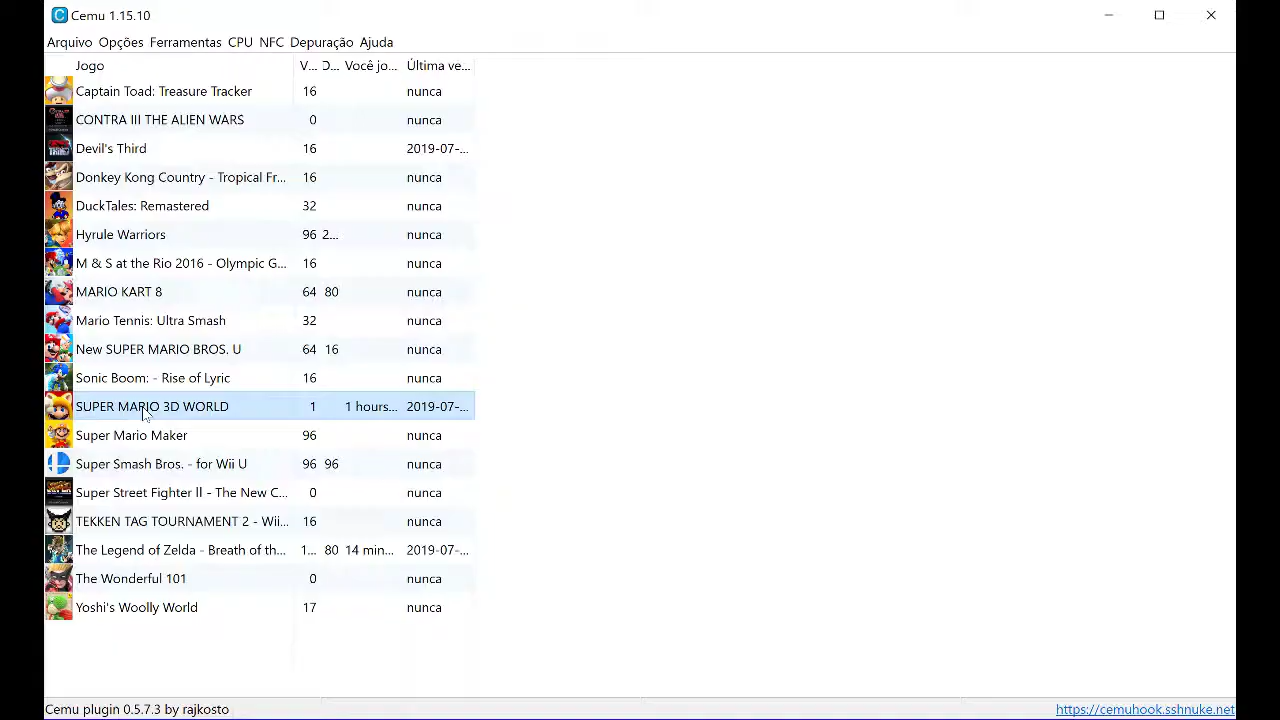 Cemu 1.15.10
Arquivo Opções Ferramentas CPU NFC Depuração Ajuda
Jogo V... D... Você jo... Última ve...
Captain Toad: Treasure Tracker 16 nunca
CONTRA III THE ALIEN WARS 0 nunca
Devil's Third 16 2019-07-...
Donkey Kong Country - Tropical Fr... 16 nunca
DuckTales: Remastered 32 nunca
Hyrule Warriors 96 2... nunca
M & S at the Rio 2016 - Olympic G... 16 nunca
MARIO KART 8 64 80 nunca
Mario Tennis: Ultra Smash 32 nunca
New SUPER MARIO BROS. U 64 16 nunca
Sonic Boom: - Rise of Lyric 16 nunca
SUPER MARIO 3D WORLD 1 1 hours... 2019-07-...
Super Mario Maker 96 nunca
Super Smash Bros. - for Wii U 96 96 nunca
Super Street Fighter ll - The New C... 0 nunca
TEKKEN TAG TOURNAMENT 2 - Wii... 16 nunca
The Legend of Zelda - Breath of th... 1... 80 14 min... 2019-07-...
The Wonderful 101 0 nunca
Yoshi's Woolly World 17 nunca
Cemu plugin 0.5.7.3 by rajkosto https://cemuhook.sshnuke.net